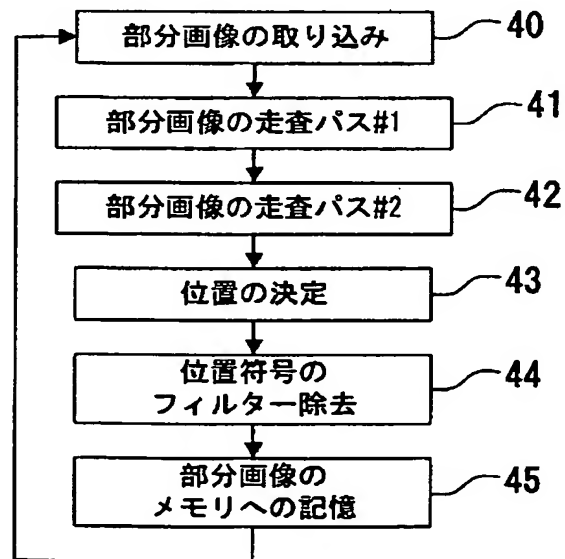 部分画像の取り込み 40
部分画像の走査パス#1 41
部分画像の走査パス#2 42
位置の決定 43
位置符号の
フィルター除去 44
部分画像の
メモリへの記憶 45